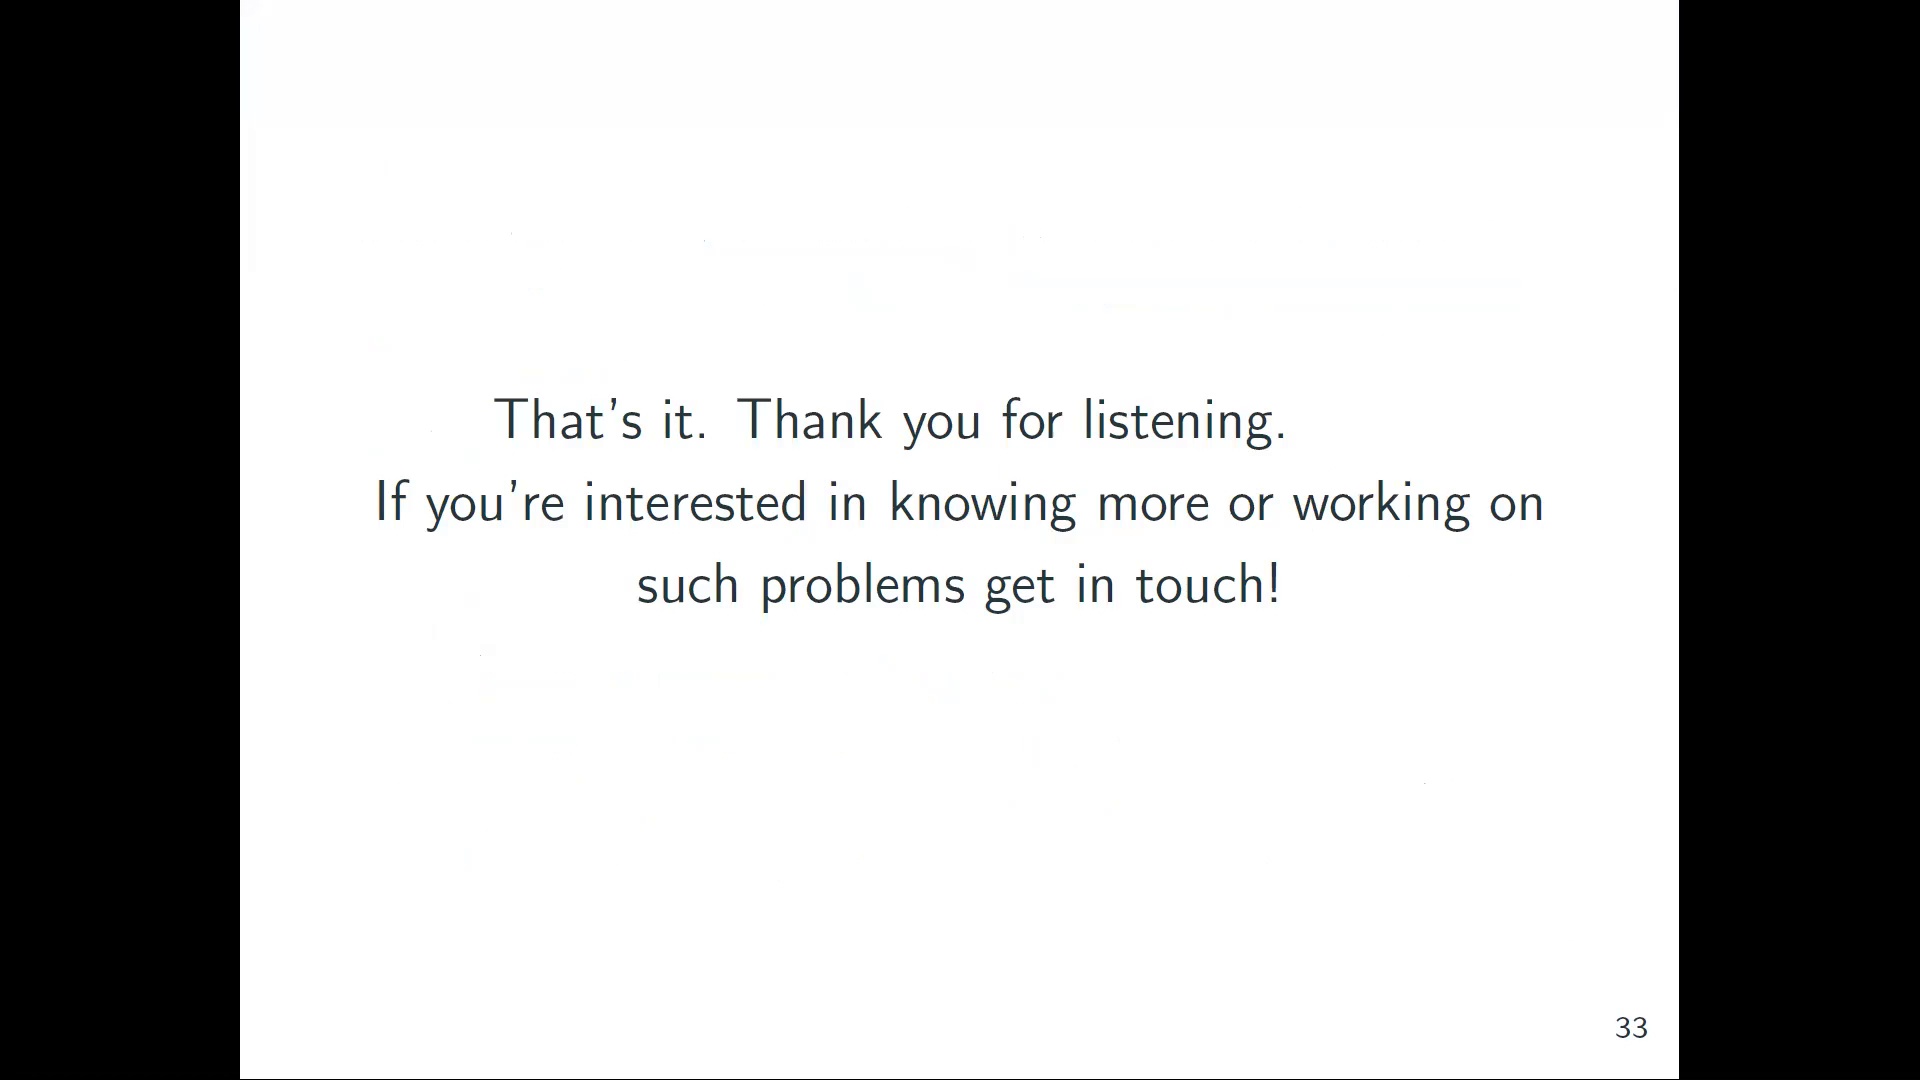 That's it. Thank you for listening.
If you're interested in knowing more or working on
such problems get in touch!
33